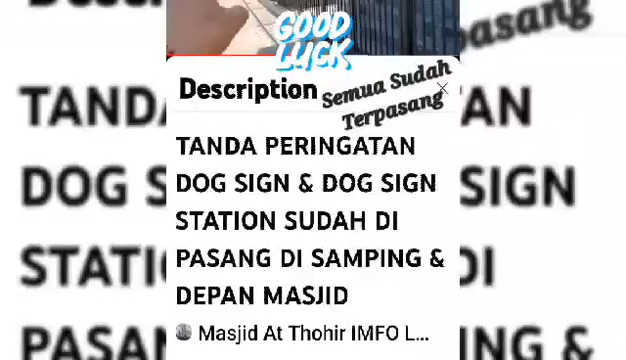 GOOD
LUCK
Description
Semua Sudah
Terpasang
TANDA PERINGATAN
DOG SIGN & DOG SIGN
STATION SUDAH DI
PASANG DI SAMPING &
DEPAN MASJID
Masjid At Thohir IMFO L...